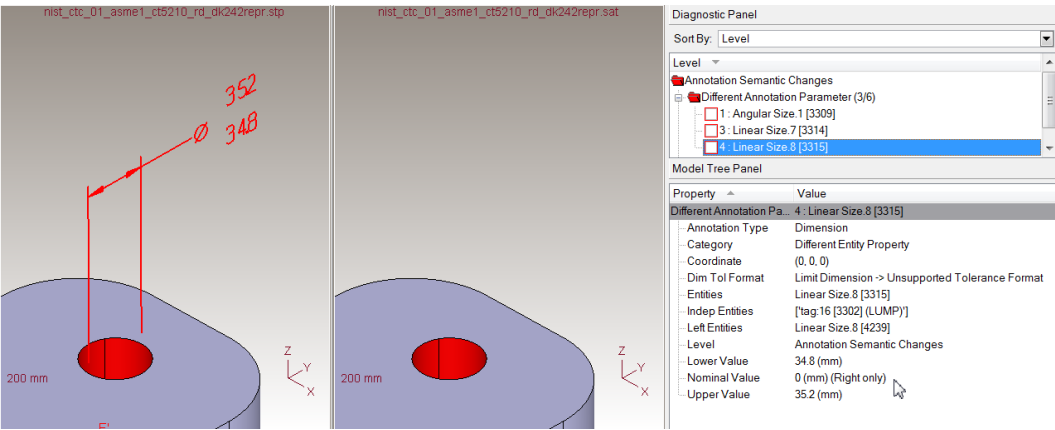 nist_ctc_01_asme1_ct5210_rd_dk242repr.stp
nist_ctc_01_asme1_ct5210_rd_dk242repr.sat
35.2
Ø 34.8
Z
Y
X
200 mm
Z
Y
X
200 mm
Diagnostic Panel
Sort By: Level
Level
Annotation Semantic Changes
Different Annotation Parameter (3/6)
1 : Angular Size.1 [3309]
3 : Linear Size.7 [3314]
4 : Linear Size.8 [3315]
Model Tree Panel
Property Value
Different Annotation Pa... 4 : Linear Size.8 [3315]
Annotation Type Dimension
Category Different Entity Property
Coordinate (0, 0, 0)
Dim Tol Format Limit Dimension -> Unsupported Tolerance Format
Entities Linear Size.8 [3315]
Indep Entities ['tag:16 [3302] (LUMP)']
Left Entities Linear Size.8 [4239]
Level Annotation Semantic Changes
Lower Value 34.8 (mm)
Nominal Value 0 (mm) (Right only)
Upper Value 35.2 (mm)